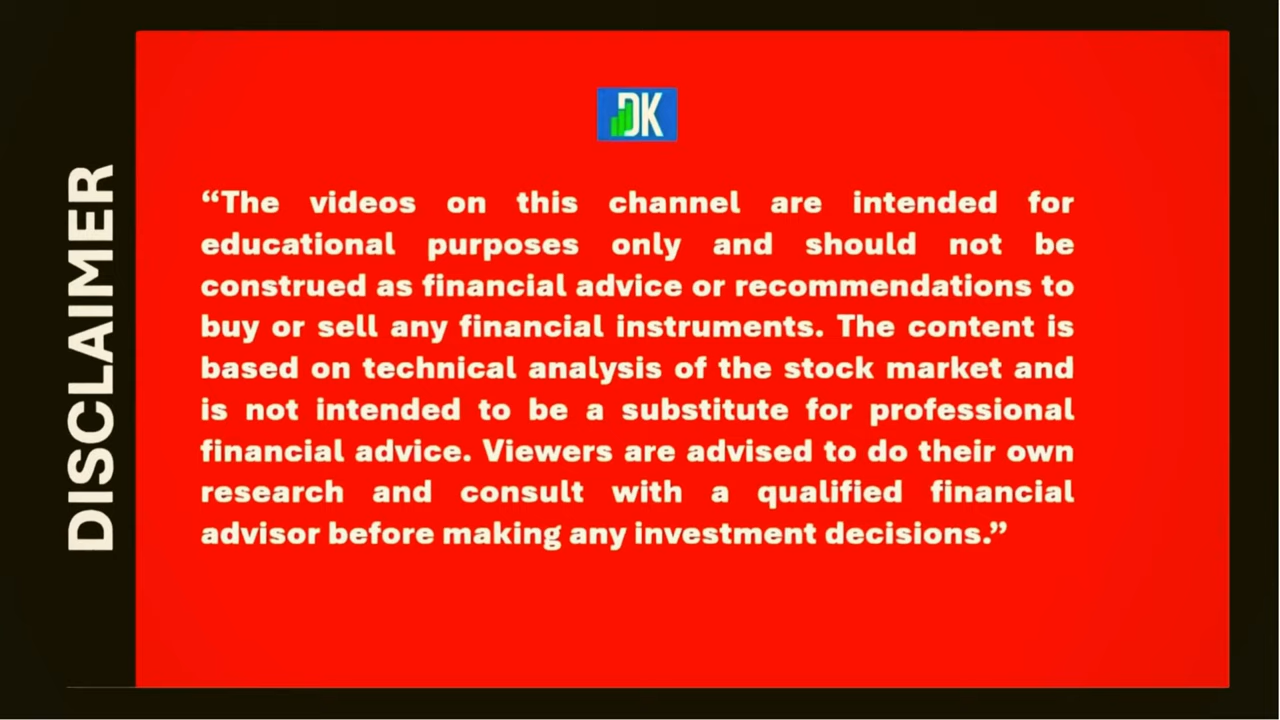 DISCLAIMER
DK
“The videos on this channel are intended for
educational purposes only and should not be
construed as financial advice or recommendations to
buy or sell any financial instruments. The content is
based on technical analysis of the stock market and
is not intended to be a substitute for professional
financial advice. Viewers are advised to do their own
research and consult with a qualified financial
advisor before making any investment decisions.”